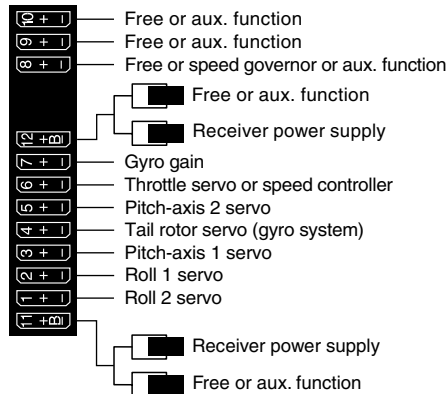 10 + – Free or aux. function
9 + – Free or aux. function
8 + – Free or speed governor or aux. function
Free or aux. function
12 +B/– Receiver power supply
7 + – Gyro gain
6 + – Throttle servo or speed controller
5 + – Pitch-axis 2 servo
4 + – Tail rotor servo (gyro system)
3 + – Pitch-axis 1 servo
2 + – Roll 1 servo
1 + – Roll 2 servo
11 +B/–
Receiver power supply
Free or aux. function